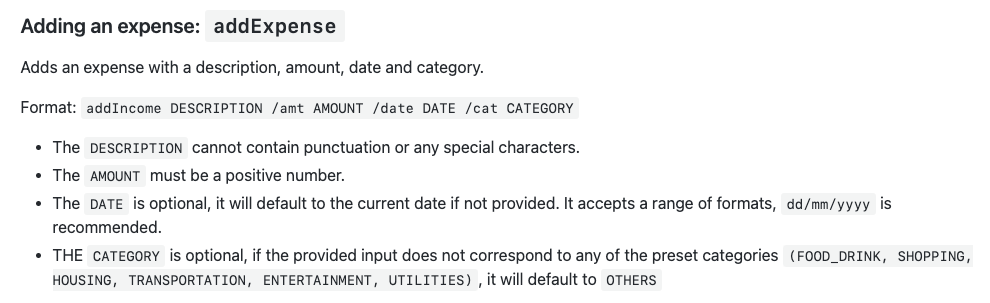 Adding an expense: addExpense
Adds an expense with a description, amount, date and category.
Format: addIncome DESCRIPTION /amt AMOUNT /date DATE /cat CATEGORY
• The DESCRIPTION cannot contain punctuation or any special characters.
• The AMOUNT must be a positive number.
• The DATE is optional, it will default to the current date if not provided. It accepts a range of formats, dd/mm/yyyy is
recommended.
• THE CATEGORY is optional, if the provided input does not correspond to any of the preset categories (FOOD_DRINK, SHOPPING,
HOUSING, TRANSPORTATION, ENTERTAINMENT, UTILITIES), it will default to OTHERS